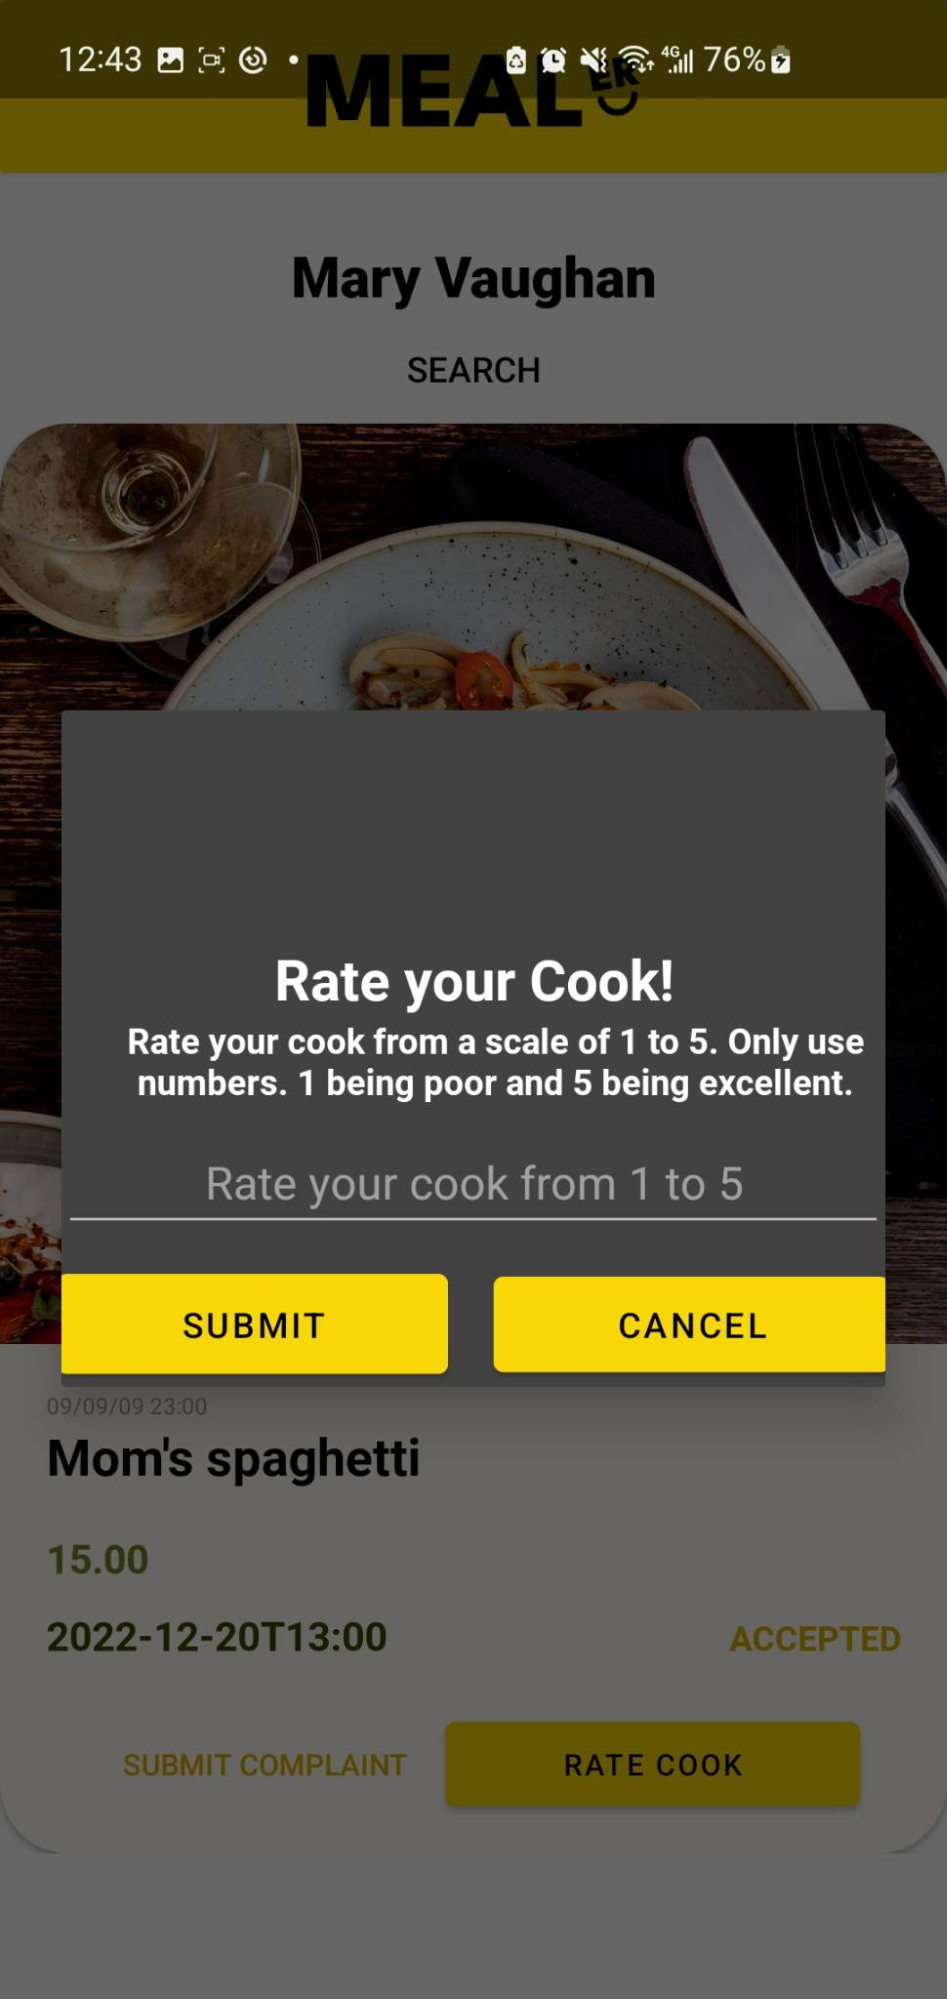 12:43 4G 76%
MEAL ER
Mary Vaughan
SEARCH
Rate your Cook!
Rate your cook from a scale of 1 to 5. Only use
numbers. 1 being poor and 5 being excellent.
Rate your cook from 1 to 5
SUBMIT CANCEL
09/09/09 23:00
Mom's spaghetti
15.00
2022-12-20T13:00 ACCEPTED
SUBMIT COMPLAINT RATE COOK